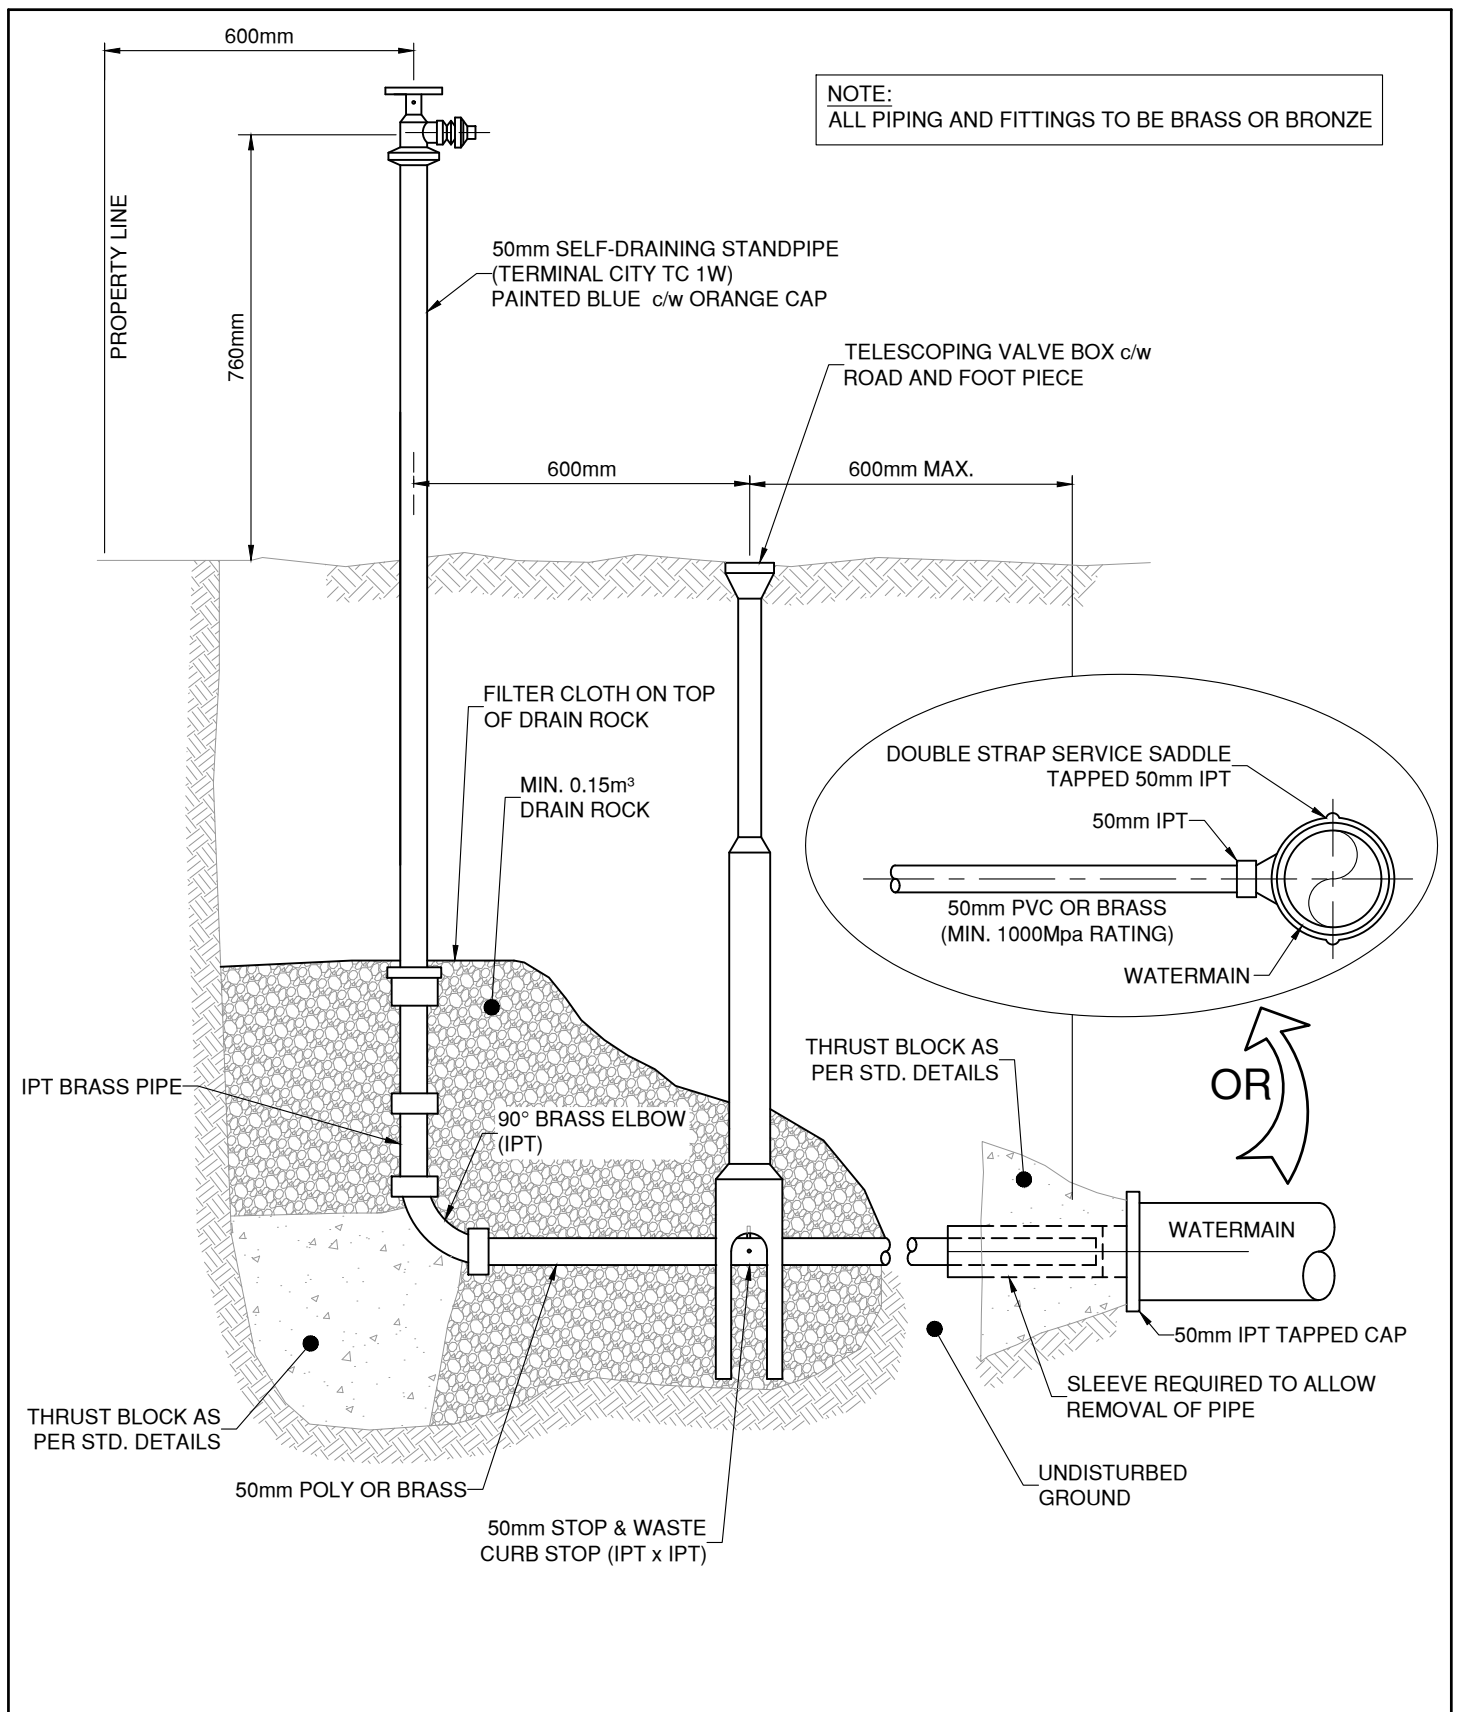 600mm
NOTE:
ALL PIPING AND FITTINGS TO BE BRASS OR BRONZE
PROPERTY LINE
760mm
50mm SELF-DRAINING STANDPIPE
(TERMINAL CITY TC 1W)
PAINTED BLUE c/w ORANGE CAP
TELESCOPING VALVE BOX c/w
ROAD AND FOOT PIECE
600mm
600mm MAX.
FILTER CLOTH ON TOP
OF DRAIN ROCK
MIN. 0.15m³
DRAIN ROCK
DOUBLE STRAP SERVICE SADDLE
TAPPED 50mm IPT
50mm IPT
50mm PVC OR BRASS
(MIN. 1000Mpa RATING)
WATERMAIN
OR
THRUST BLOCK AS
PER STD. DETAILS
IPT BRASS PIPE
90° BRASS ELBOW
(IPT)
WATERMAIN
50mm IPT TAPPED CAP
SLEEVE REQUIRED TO ALLOW
REMOVAL OF PIPE
THRUST BLOCK AS
PER STD. DETAILS
50mm POLY OR BRASS
UNDISTURBED
GROUND
50mm STOP & WASTE
CURB STOP (IPT x IPT)